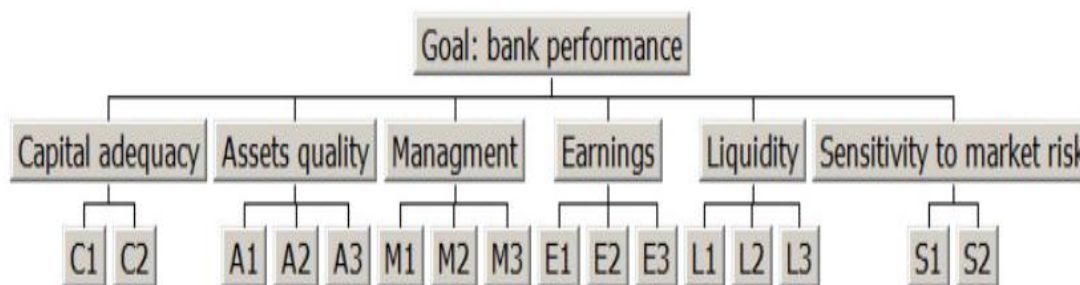 Goal: bank performance
Capital adequacy Assets quality Managment Earnings Liquidity Sensitivity to market risk
C1 C2 A1 A2 A3 M1 M2 M3 E1 E2 E3 L1 L2 L3 S1 S2